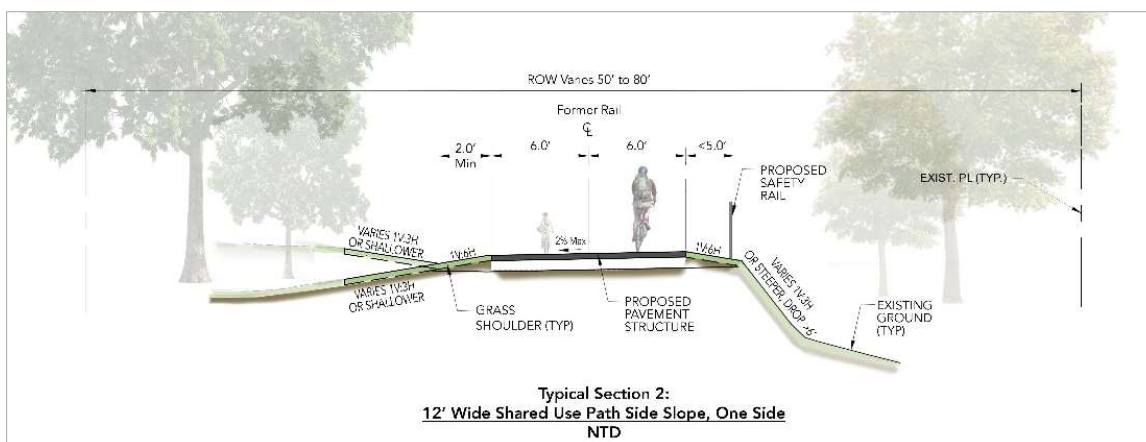 ROW Varies 50' to 80'
Former Rail
℄
2.0'
Min
6.0'
6.0'
<5.0'
PROPOSED
SAFETY
RAIL
EXIST. PL (TYP.)
VARIES 1V:3H
OR SHALLOWER
1V:6H
2% Max
1V:6H
VARIES 1V:3H
OR SHALLOWER
VARIES 1V:3H
OR STEEPER, DROP >6'
GRASS
SHOULDER (TYP)
PROPOSED
PAVEMENT
STRUCTURE
EXISTING
GROUND
(TYP)
Typical Section 2:
12' Wide Shared Use Path Side Slope, One Side
NTD